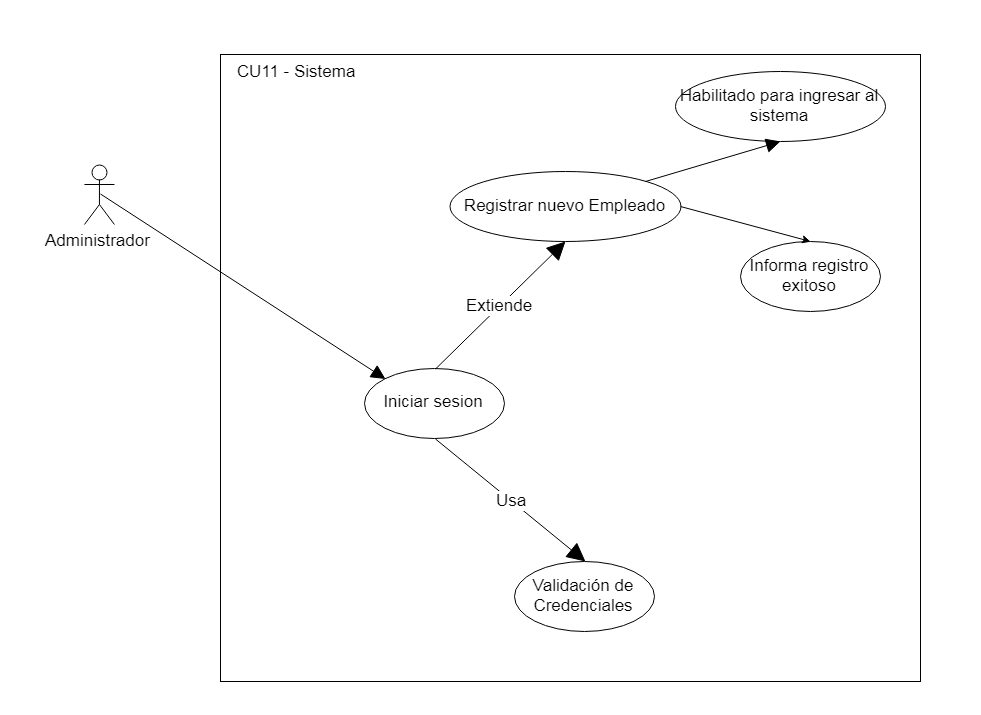 CU11 - Sistema
Habilitado para ingresar al
sistema
Registrar nuevo Empleado
Administrador
Informa registro
exitoso
Extiende
Iniciar sesion
Usa
Validación de
Credenciales